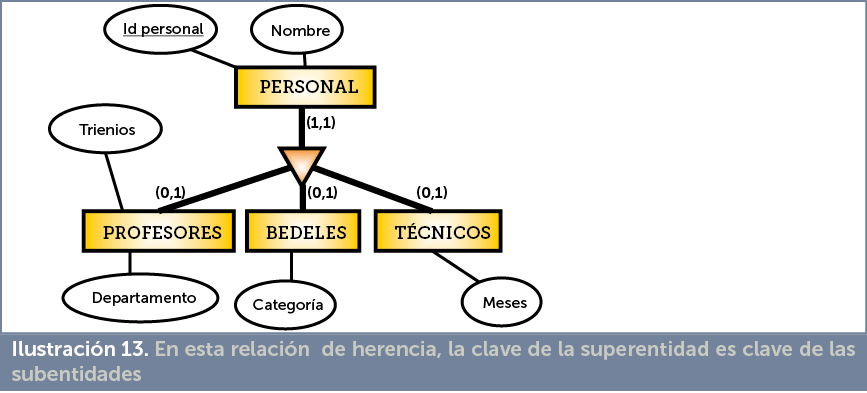 Id personal
Nombre
PERSONAL
(1,1)
Trienios
(0,1)
(0,1)
(0,1)
PROFESORES
BEDELES
TÉCNICOS
Departamento
Categoría
Meses
Ilustración 13. En esta relación de herencia, la clave de la superentidad es clave de las
subentidades